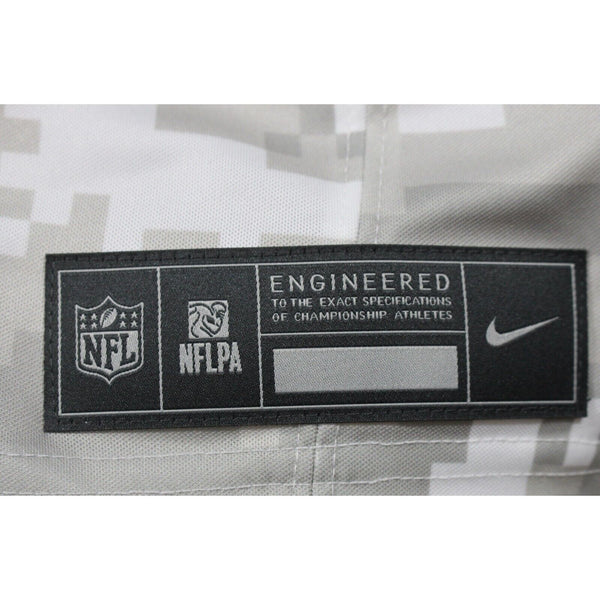 NFL
NFLPA
ENGINEERED
TO THE EXACT SPECIFICATIONS
OF CHAMPIONSHIP ATHLETES